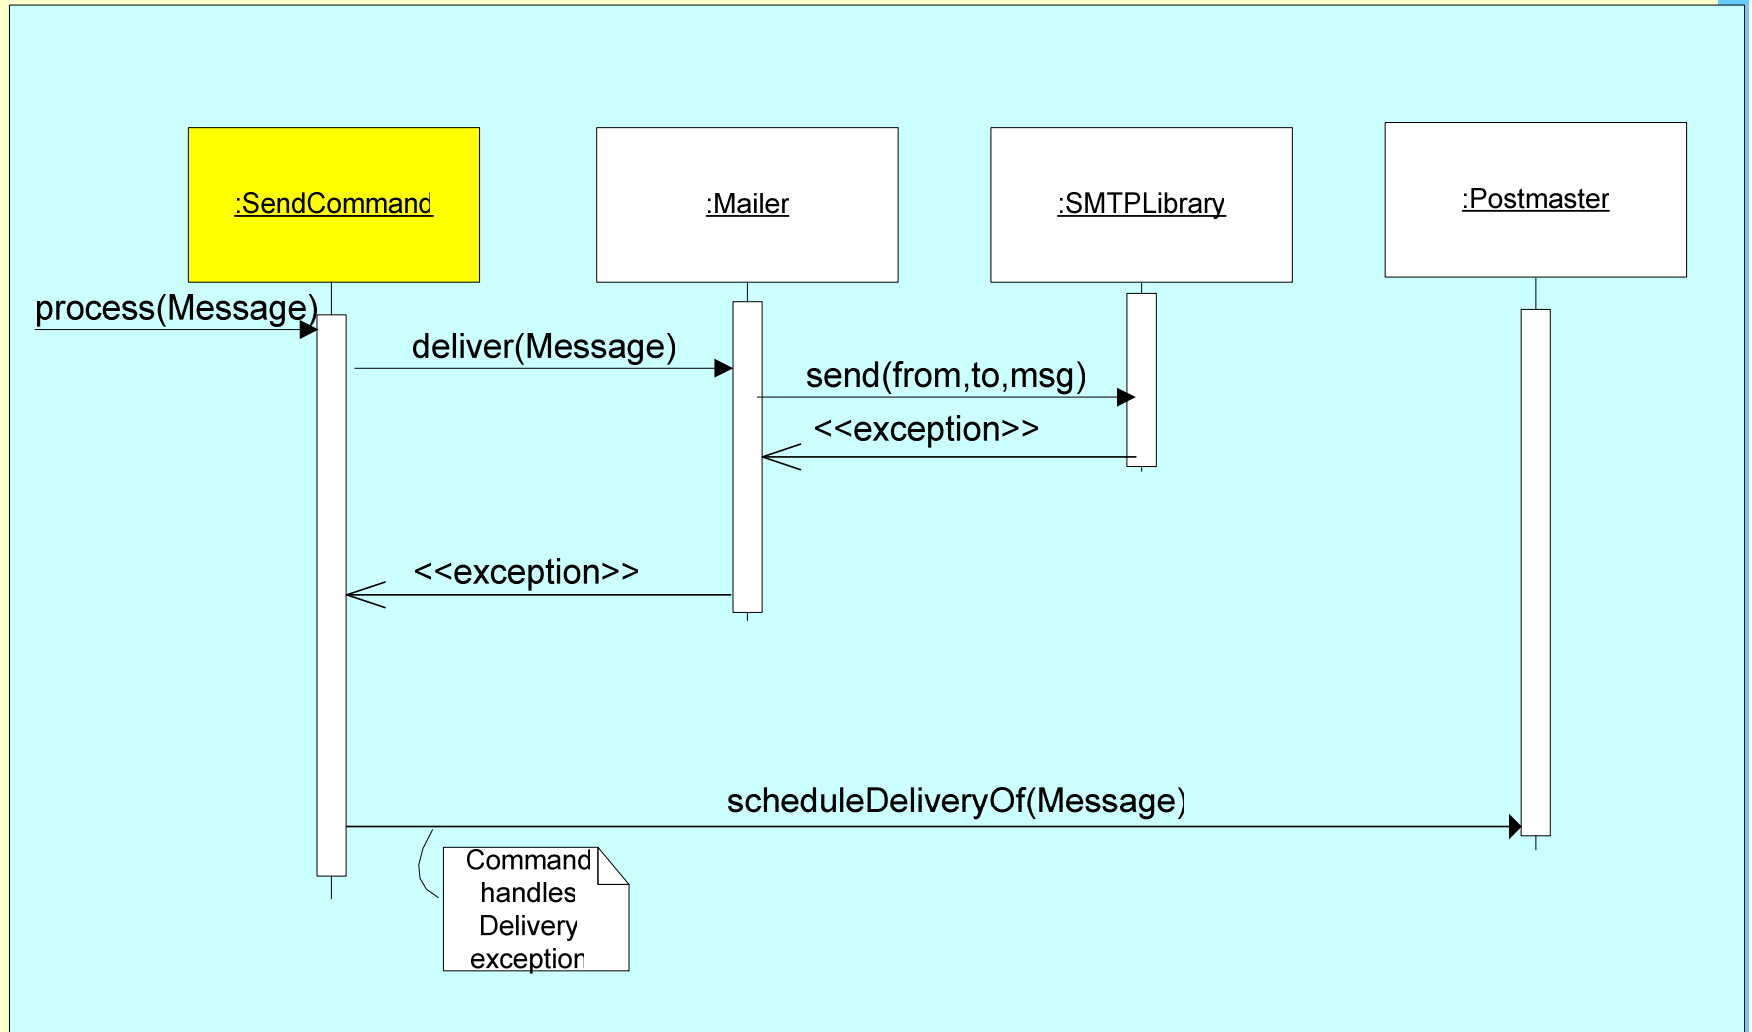 :SendCommand
:Mailer
:SMTPLibrary
:Postmaster
process(Message)
deliver(Message)
send(from,to,msg)
<<exception>>
<<exception>>
scheduleDeliveryOf(Message)
Command
handles
Delivery
exception